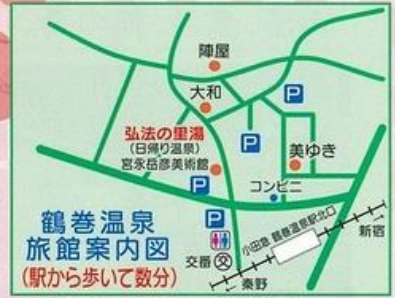 陣屋
大和
P
弘法の里湯
(日帰り温泉)
宮永岳彦美術館
P
美ゆき
P
コンビニ
P
鶴巻温泉
旅館案内図
(駅から歩いて数分)
交番 文
小田急 鶴巻温泉駅北口
新宿
秦野